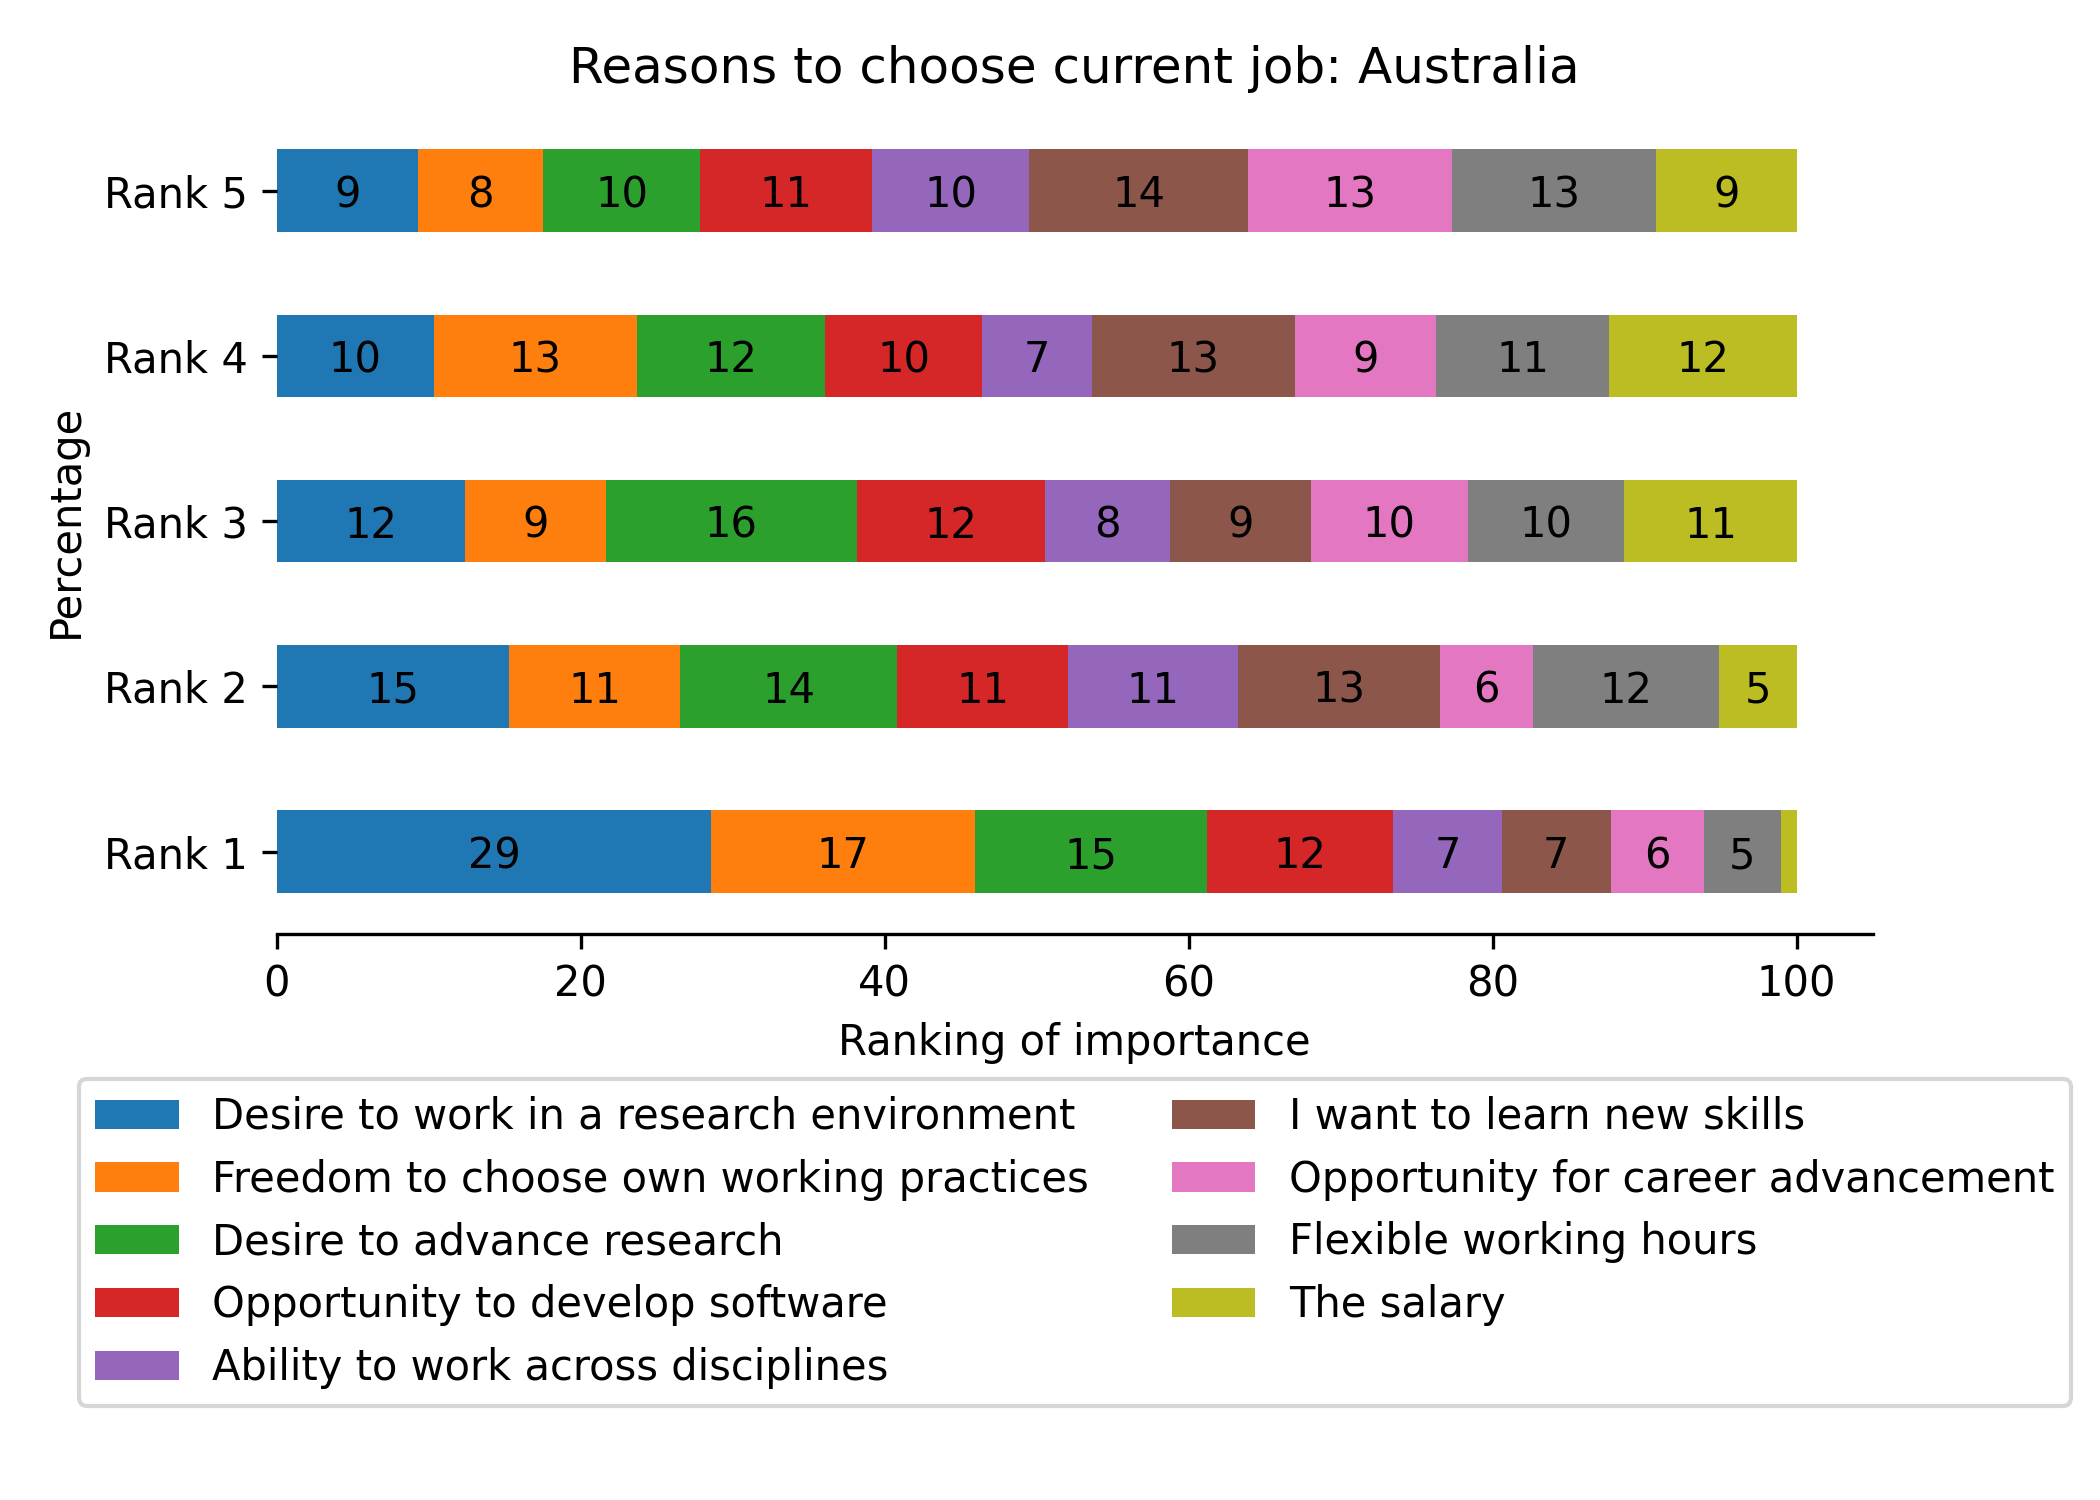 Reasons to choose current job: Australia
Rank 5
9 8 10 11 10 14 13 13 9
Rank 4
10 13 12 10 7 13 9 11 12
Rank 3
12 9 16 12 8 9 10 10 11
Rank 2
15 11 14 11 11 13 6 12 5
Rank 1
29 17 15 12 7 7 6 5
Percentage
0 20 40 60 80 100
Ranking of importance
Desire to work in a research environment
Freedom to choose own working practices
Desire to advance research
Opportunity to develop software
Ability to work across disciplines
I want to learn new skills
Opportunity for career advancement
Flexible working hours
The salary